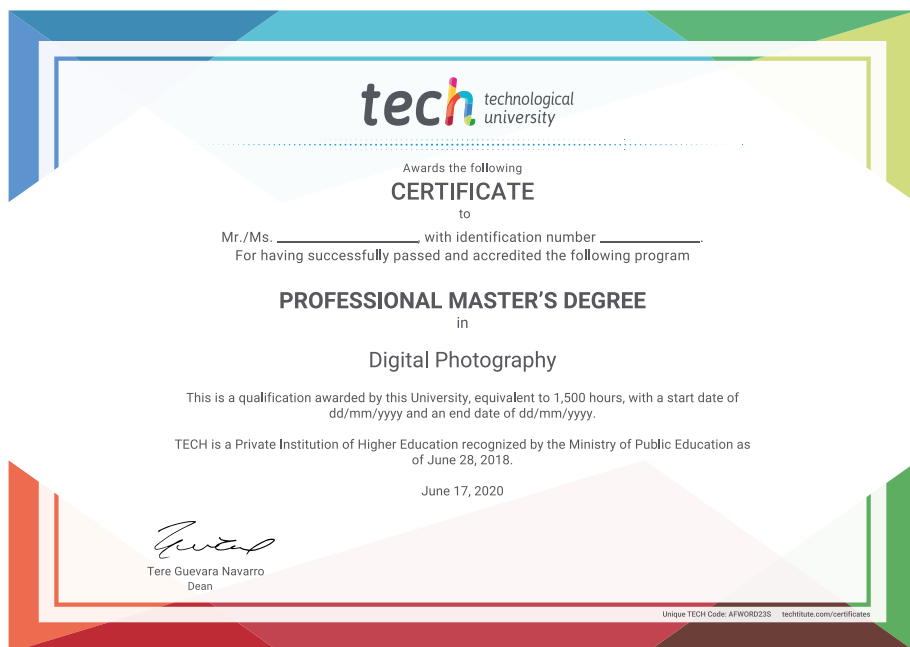 tech technological
university
Awards the following
CERTIFICATE
to
Mr./Ms. ________________, with identification number ____________.
For having successfully passed and accredited the following program
PROFESSIONAL MASTER'S DEGREE
in
Digital Photography
This is a qualification awarded by this University, equivalent to 1,500 hours, with a start date of
dd/mm/yyyy and an end date of dd/mm/yyyy.
TECH is a Private Institution of Higher Education recognized by the Ministry of Public Education as
of June 28, 2018.
June 17, 2020
Tere Guevara Navarro
Dean
Unique TECH Code: AFWORD23S techtitute.com/certificates